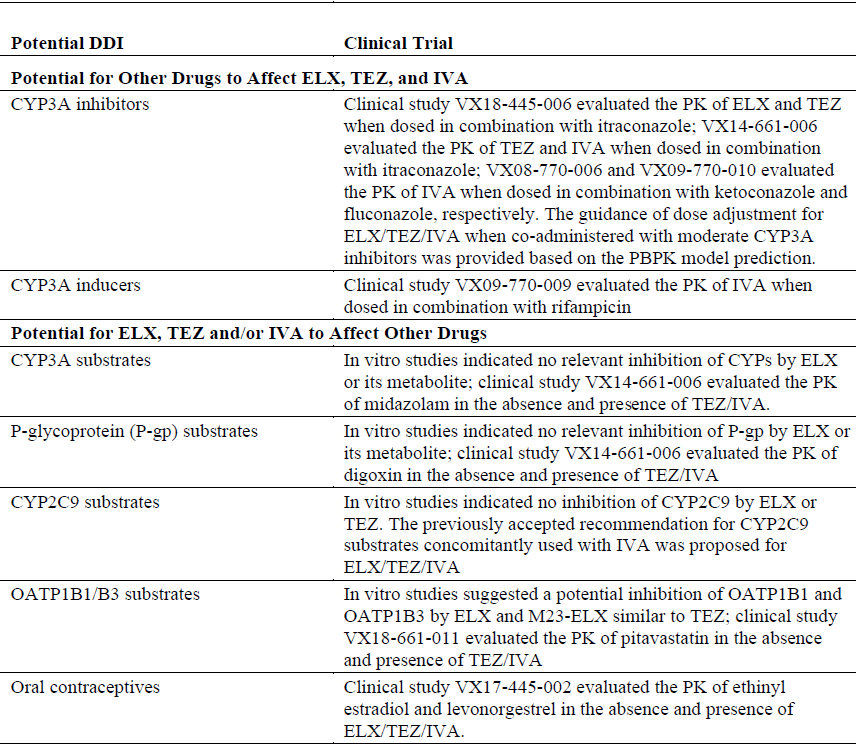 Potential DDI Clinical Trial
Potential for Other Drugs to Affect ELX, TEZ, and IVA
CYP3A inhibitors Clinical study VX18-445-006 evaluated the PK of ELX and TEZ
when dosed in combination with itraconazole; VX14-661-006
evaluated the PK of TEZ and IVA when dosed in combination
with itraconazole; VX08-770-006 and VX09-770-010 evaluated
the PK of IVA when dosed in combination with ketoconazole and
fluconazole, respectively. The guidance of dose adjustment for
ELX/TEZ/IVA when co-administered with moderate CYP3A
inhibitors was provided based on the PBPK model prediction.
CYP3A inducers Clinical study VX09-770-009 evaluated the PK of IVA when
dosed in combination with rifampicin
Potential for ELX, TEZ and/or IVA to Affect Other Drugs
CYP3A substrates In vitro studies indicated no relevant inhibition of CYPs by ELX
or its metabolite; clinical study VX14-661-006 evaluated the PK
of midazolam in the absence and presence of TEZ/IVA.
P-glycoprotein (P-gp) substrates In vitro studies indicated no relevant inhibition of P-gp by ELX or
its metabolite; clinical study VX14-661-006 evaluated the PK of
digoxin in the absence and presence of TEZ/IVA
CYP2C9 substrates In vitro studies indicated no inhibition of CYP2C9 by ELX or
TEZ. The previously accepted recommendation for CYP2C9
substrates concomitantly used with IVA was proposed for
ELX/TEZ/IVA
OATP1B1/B3 substrates In vitro studies suggested a potential inhibition of OATP1B1 and
OATP1B3 by ELX and M23-ELX similar to TEZ; clinical study
VX18-661-011 evaluated the PK of pitavastatin in the absence
and presence of TEZ/IVA
Oral contraceptives Clinical study VX17-445-002 evaluated the PK of ethinyl
estradiol and levonorgestrel in the absence and presence of
ELX/TEZ/IVA.